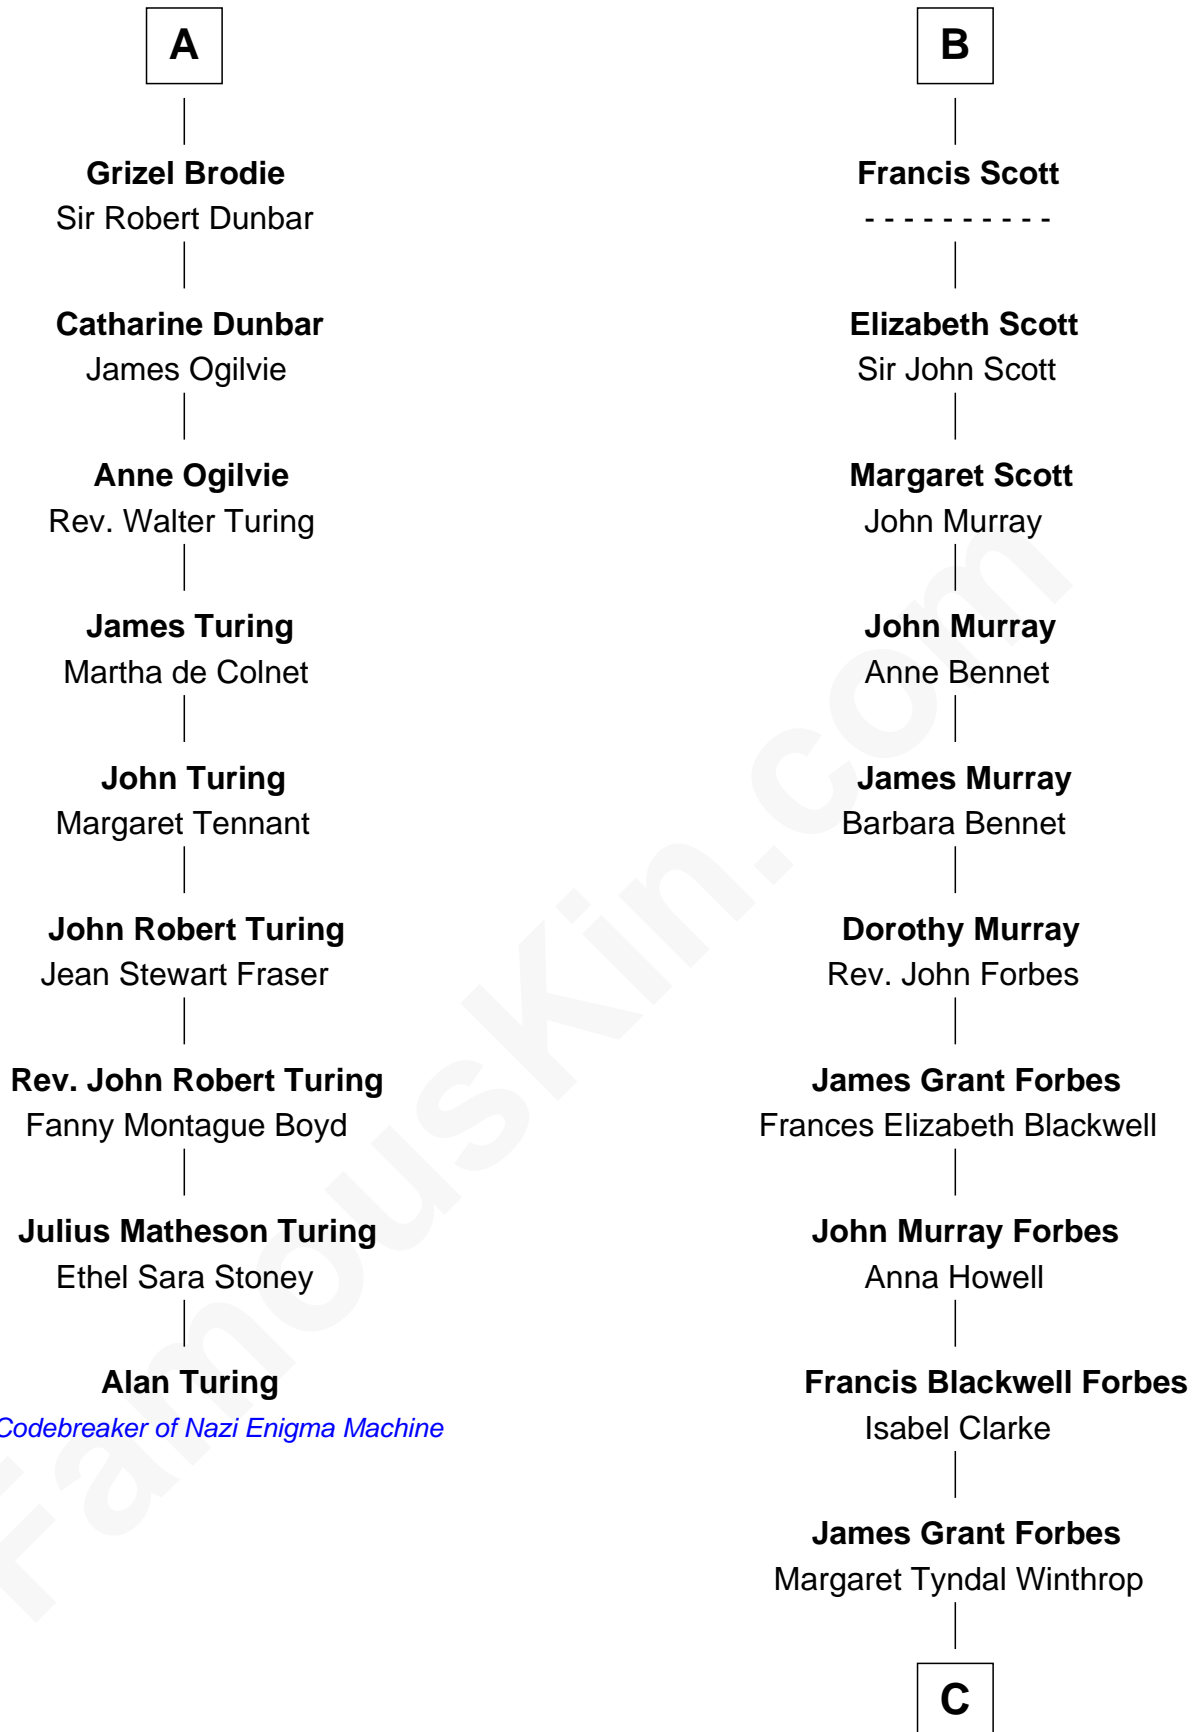 A
Grizel Brodie
Sir Robert Dunbar
Catharine Dunbar
James Ogilvie
Anne Ogilvie
Rev. Walter Turing
James Turing
Martha de Colnet
John Turing
Margaret Tennant
John Robert Turing
Jean Stewart Fraser
Rev. John Robert Turing
Fanny Montague Boyd
Julius Matheson Turing
Ethel Sara Stoney
Alan Turing
Codebreaker of Nazi Enigma Machine
B
Francis Scott
- - - - - - - - - -
Elizabeth Scott
Sir John Scott
Margaret Scott
John Murray
John Murray
Anne Bennet
James Murray
Barbara Bennet
Dorothy Murray
Rev. John Forbes
James Grant Forbes
Frances Elizabeth Blackwell
John Murray Forbes
Anna Howell
Francis Blackwell Forbes
Isabel Clarke
James Grant Forbes
Margaret Tyndal Winthrop
C
FamousKin.com